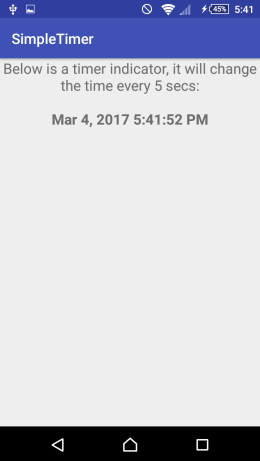 45% 5:41
SimpleTimer
Below is a timer indicator, it will change
the time every 5 secs:
Mar 4, 2017 5:41:52 PM